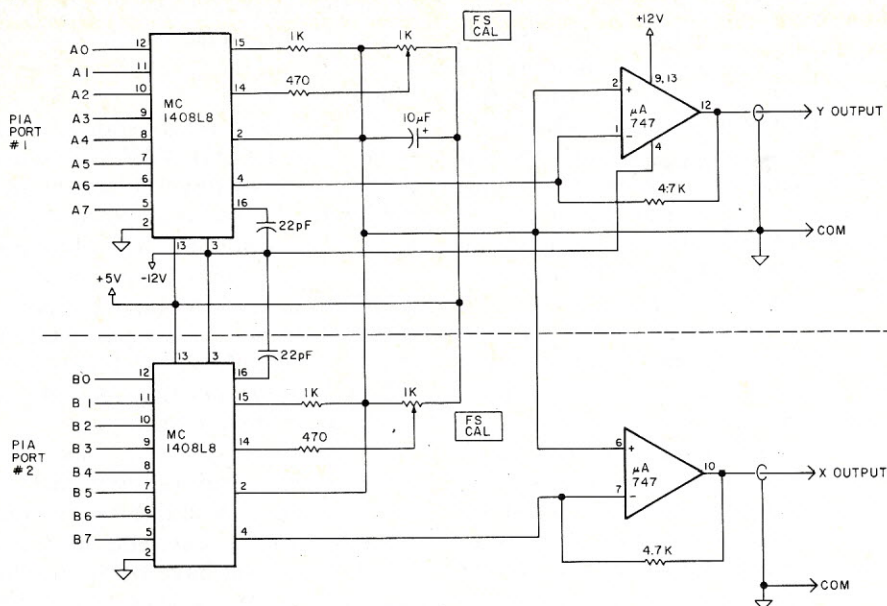 FS CAL
+12V
1K
1K
A0 12
15
A1 11
MC 1408L8
A2 10
14
470
9,13
2
+
µA 747
12
Y OUTPUT
PIA PORT #1
A3 9
A4 8
2
10µF
+
1
−
4
A5 7
A6 6
4
4.7K
A7 5
16
2
22pF
COM
13
3
+5V
-12V
13
3
22pF
B0 12
16
B1 11
15
1K
1K
FS CAL
B2 10
MC 1408L8
PIA PORT #2
B3 9
14
470
6
+
µA 747
10
X OUTPUT
B4 8
B5 7
2
7
−
B6 6
B7 5
4
4.7K
2
COM